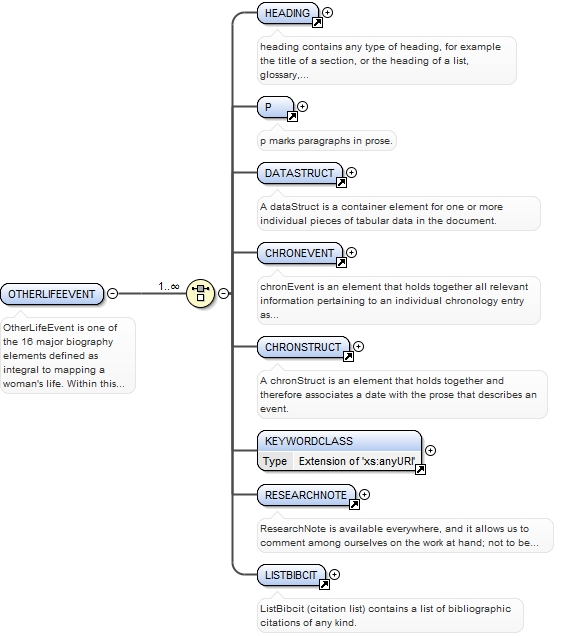 HEADING
heading contains any type of heading, for example
the title of a section, or the heading of a list,
glossary,...
P
p marks paragraphs in prose.
DATASTRUCT
A dataStruct is a container element for one or more
individual pieces of tabular data in the document.
CHRONEVENT
chronEvent is an element that holds together all relevant
information pertaining to an individual chronology entry
as...
OTHERLIFEEVENT
1..∞
OtherLifeEvent is one of
the 16 major biography
elements defined as
integral to mapping a
woman's life. Within this...
CHRONSTRUCT
A chronStruct is an element that holds together and
therefore associates a date with the prose that describes an
event.
KEYWORDCLASS
Type Extension of 'xs:anyURI'
RESEARCHNOTE
ResearchNote is available everywhere, and it allows us to
comment among ourselves on the work at hand; not to be...
LISTBIBCIT
ListBibcit (citation list) contains a list of bibliographic
citations of any kind.